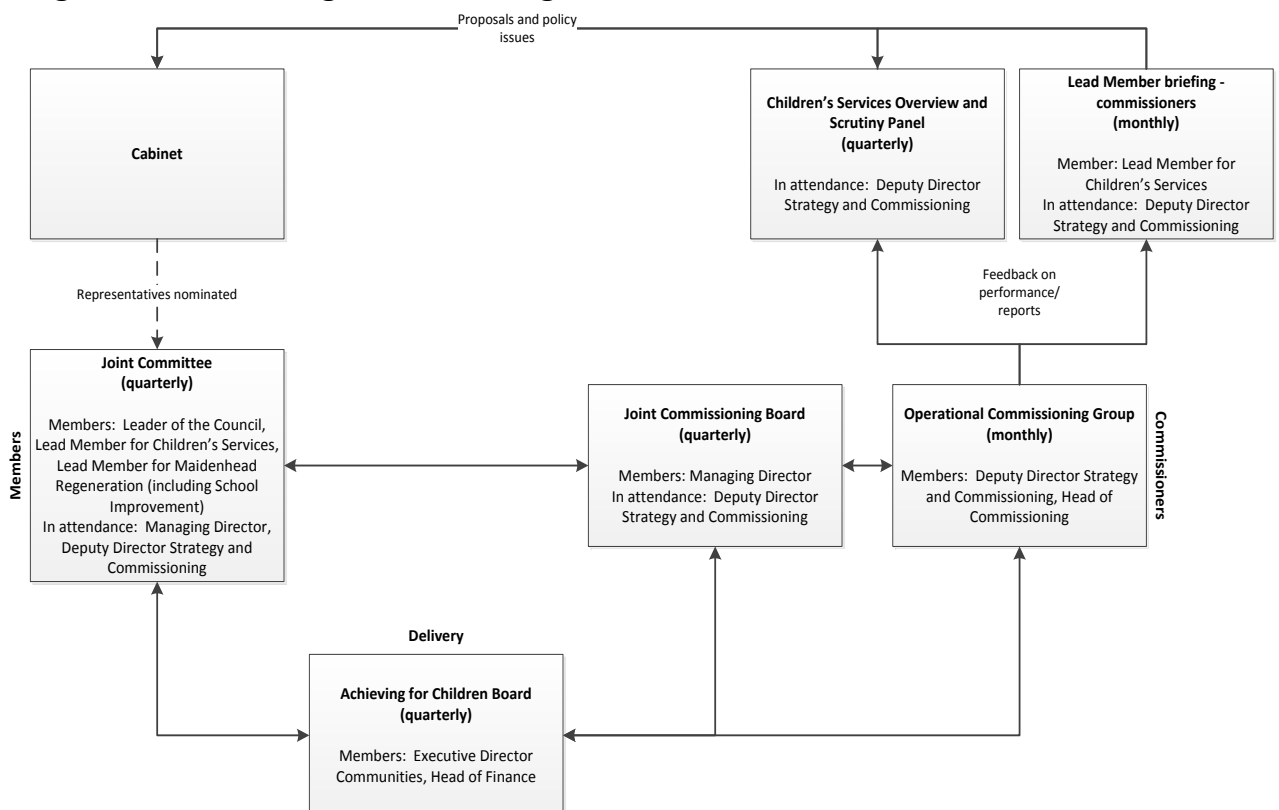 Proposals and policy
issues
Cabinet
Children’s Services Overview and
Scrutiny Panel
(quarterly)
In attendance: Deputy Director
Strategy and Commissioning
Lead Member briefing -
commissioners
(monthly)
Member: Lead Member for
Children’s Services
In attendance: Deputy Director
Strategy and Commissioning
Representatives nominated
Feedback on
performance/
reports
Members
Joint Committee
(quarterly)
Members: Leader of the Council,
Lead Member for Children’s Services,
Lead Member for Maidenhead
Regeneration (including School
Improvement)
In attendance: Managing Director,
Deputy Director Strategy and
Commissioning
Joint Commissioning Board
(quarterly)
Members: Managing Director
In attendance: Deputy Director
Strategy and Commissioning
Operational Commissioning Group
(monthly)
Members: Deputy Director Strategy
and Commissioning, Head of
Commissioning
Commissioners
Delivery
Achieving for Children Board
(quarterly)
Members: Executive Director
Communities, Head of Finance